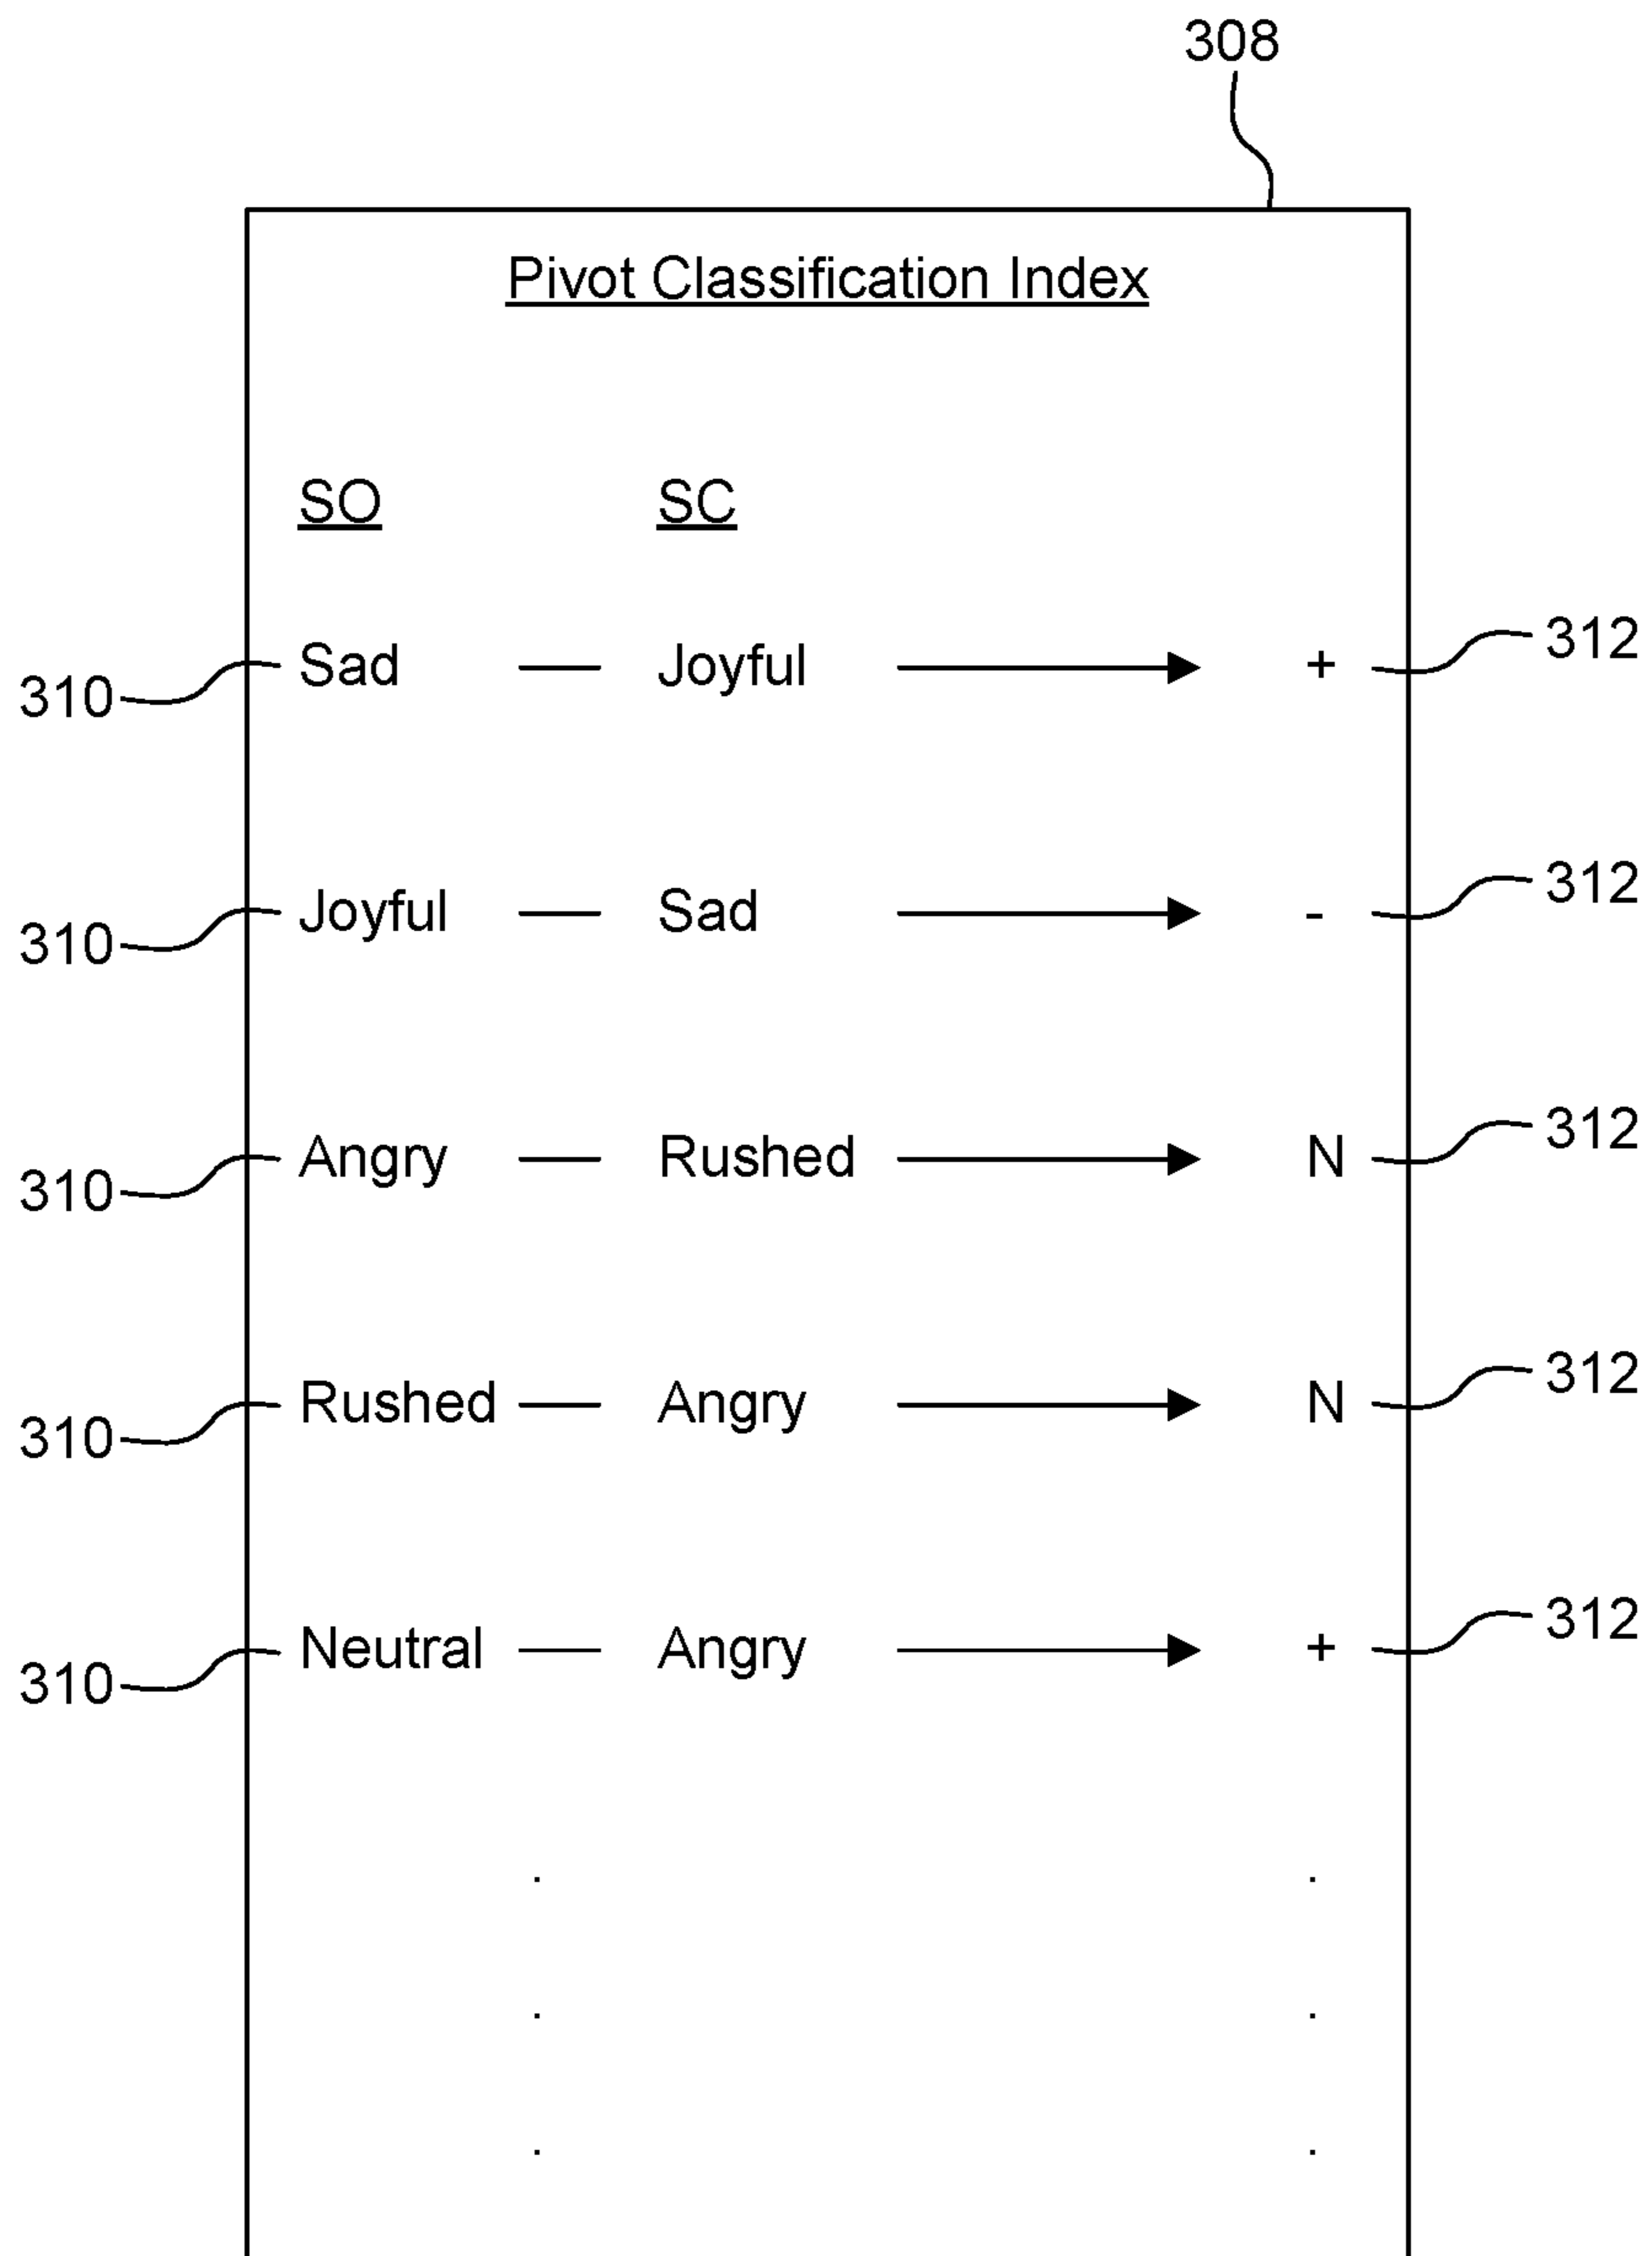 308
Pivot Classification Index
SO SC
310 Sad — Joyful + 312
310 Joyful — Sad - 312
310 Angry — Rushed N 312
310 Rushed — Angry N 312
310 Neutral — Angry + 312
. .
. .
. .